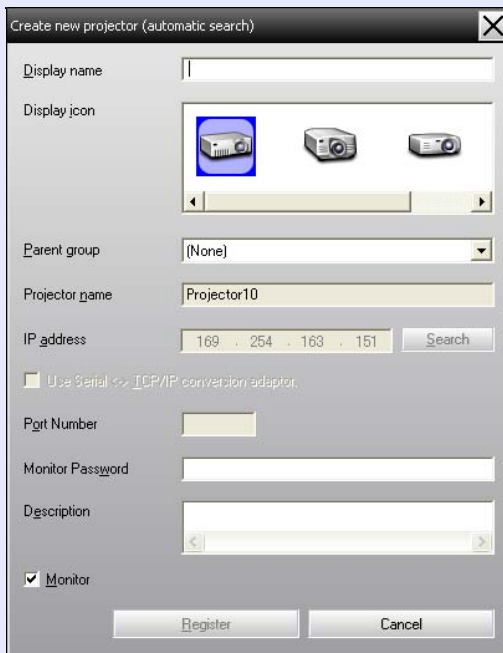 Create new projector (automatic search)
Display name
Display icon
Parent group (None)
Projector name Projector10
IP address 169 . 254 . 163 . 151 Search
Use Serial <-> TCP/IP conversion adaptor.
Port Number
Monitor Password
Description
Monitor
Register Cancel